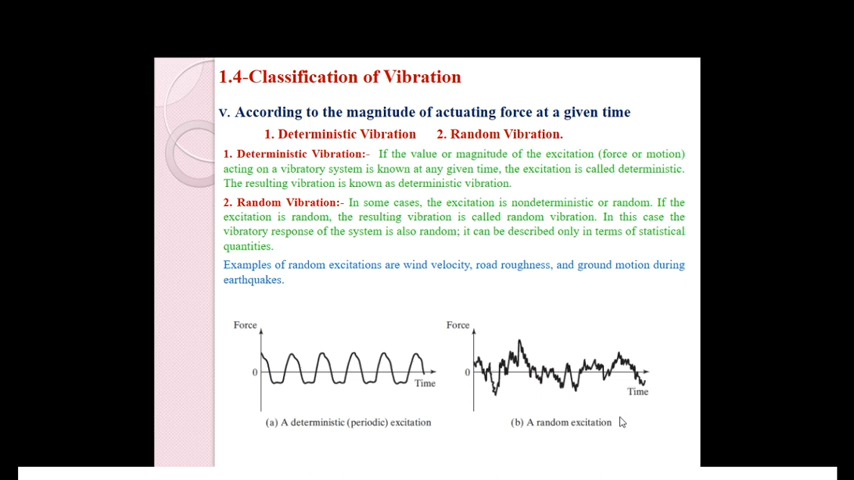 1.4-Classification of Vibration
V. According to the magnitude of actuating force at a given time
1. Deterministic Vibration 2. Random Vibration.
1. Deterministic Vibration:- If the value or magnitude of the excitation (force or motion)
acting on a vibratory system is known at any given time, the excitation is called deterministic.
The resulting vibration is known as deterministic vibration.
2. Random Vibration:- In some cases, the excitation is nondeterministic or random. If the
excitation is random, the resulting vibration is called random vibration. In this case the
vibratory response of the system is also random; it can be described only in terms of statistical
quantities.
Examples of random excitations are wind velocity, road roughness, and ground motion during
earthquakes.
Force
0
Time
(a) A deterministic (periodic) excitation
Force
0
Time
(b) A random excitation